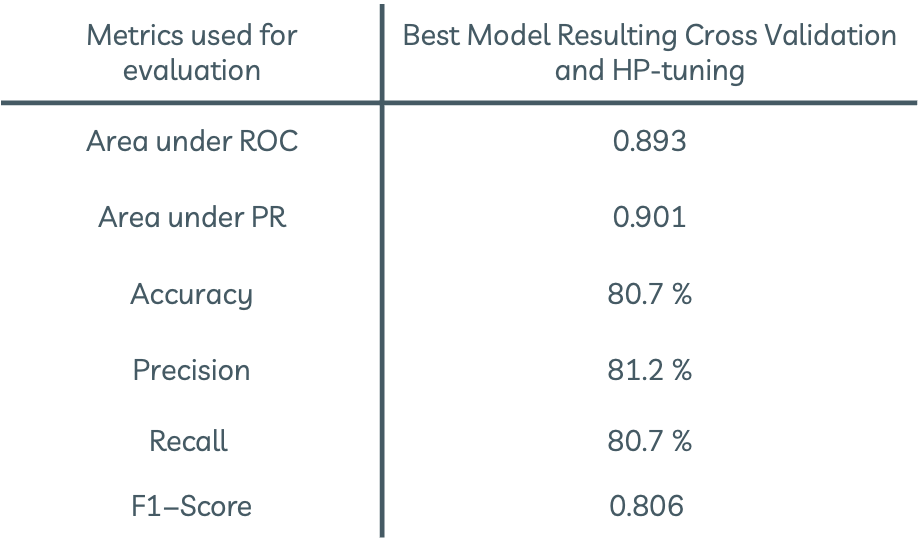 Metrics used for
evaluation
Best Model Resulting Cross Validation
and HP-tuning
Area under ROC
0.893
Area under PR
0.901
Accuracy
80.7 %
Precision
81.2 %
Recall
80.7 %
F1–Score
0.806